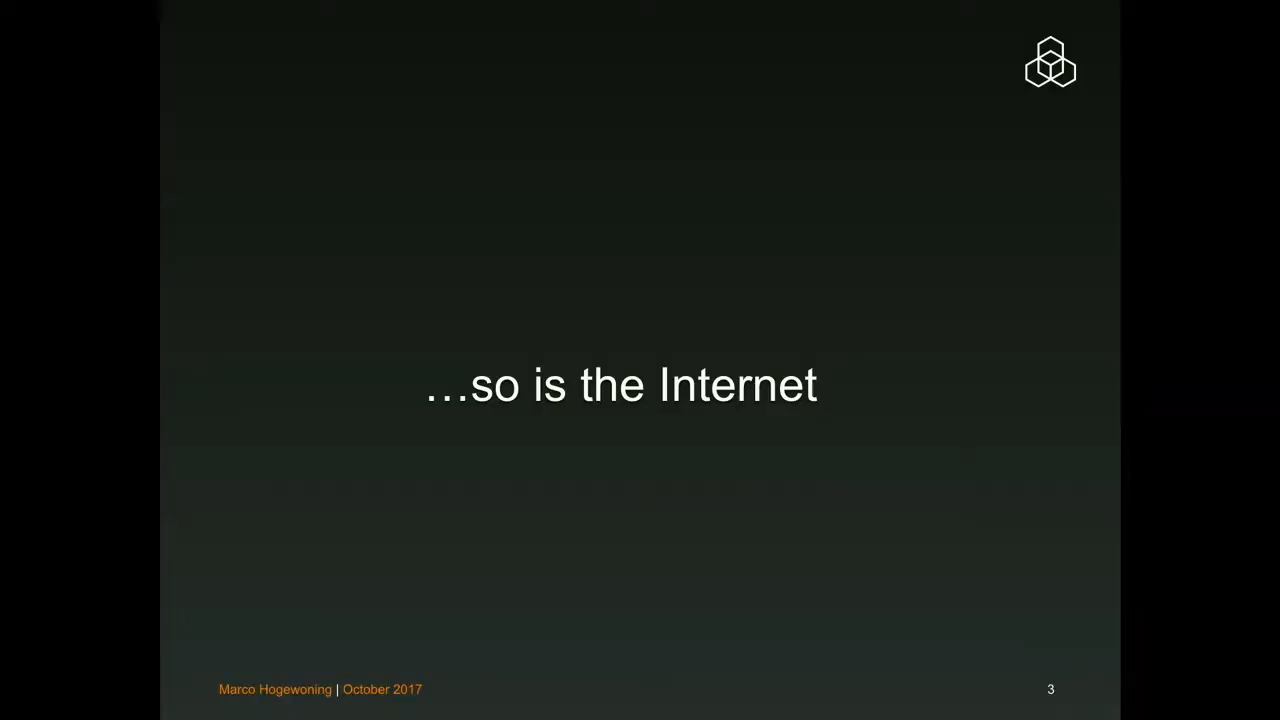 …so is the Internet
Marco Hogewoning | October 2017
3